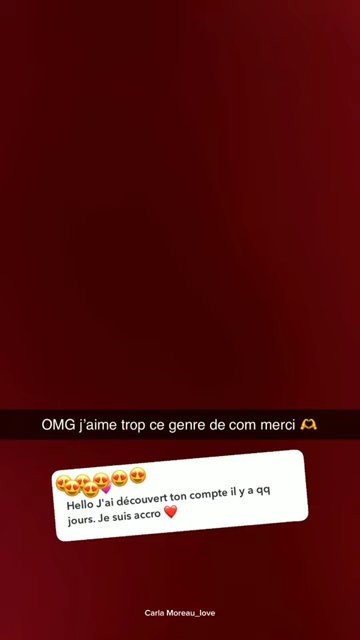 OMG j'aime trop ce genre de com merci 🫶
😍😍😍😍😍😍😍
Hello J'ai découvert ton compte il y a qq
jours. Je suis accro ❤️
Carla Moreau_love